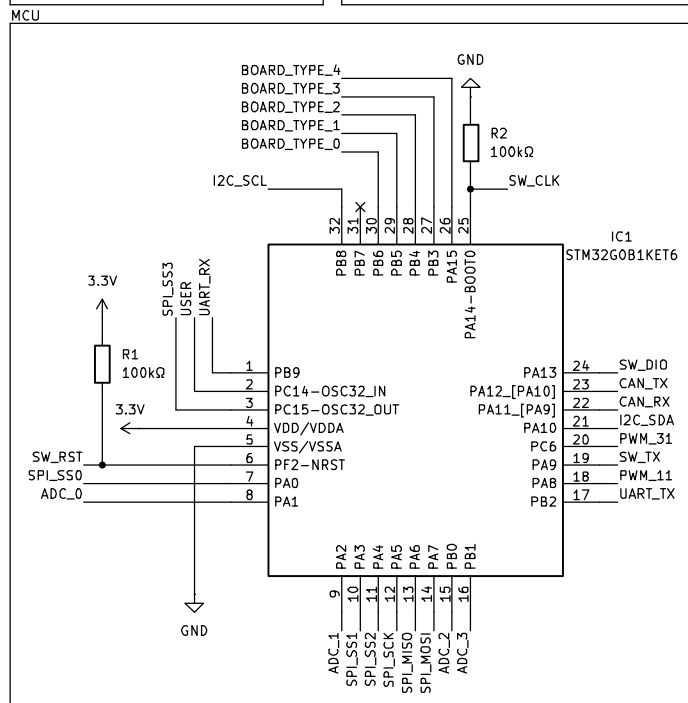 MCU
GND
BOARD_TYPE_4
BOARD_TYPE_3
BOARD_TYPE_2
BOARD_TYPE_1
BOARD_TYPE_0
R2
100kΩ
I2C_SCL
SW_CLK
32
31
30
29
28
27
26
25
PB8
PB7
PB6
PB5
PB4
PB3
PA15
PA14-BOOT0
IC1
STM32G0B1KET6
3.3V
SPI_SS3
USER
UART_RX
R1
100kΩ
3.3V
SW_RST
SPI_SS0
ADC_0
1 PB9
2 PC14-OSC32_IN
3 PC15-OSC32_OUT
4 VDD/VDDA
5 VSS/VSSA
6 PF2-NRST
7 PA0
8 PA1
PA13 24 SW_DIO
PA12_[PA10] 23 CAN_TX
PA11_[PA9] 22 CAN_RX
PA10 21 I2C_SDA
PC6 20 PWM_31
PA9 19 SW_TX
PA8 18 PWM_11
PB2 17 UART_TX
PA2
PA3
PA4
PA5
PA6
PA7
PB0
PB1
9
10
11
12
13
14
15
16
ADC_1
SPI_SS1
SPI_SS2
SPI_SCK
SPI_MISO
SPI_MOSI
ADC_2
ADC_3
GND